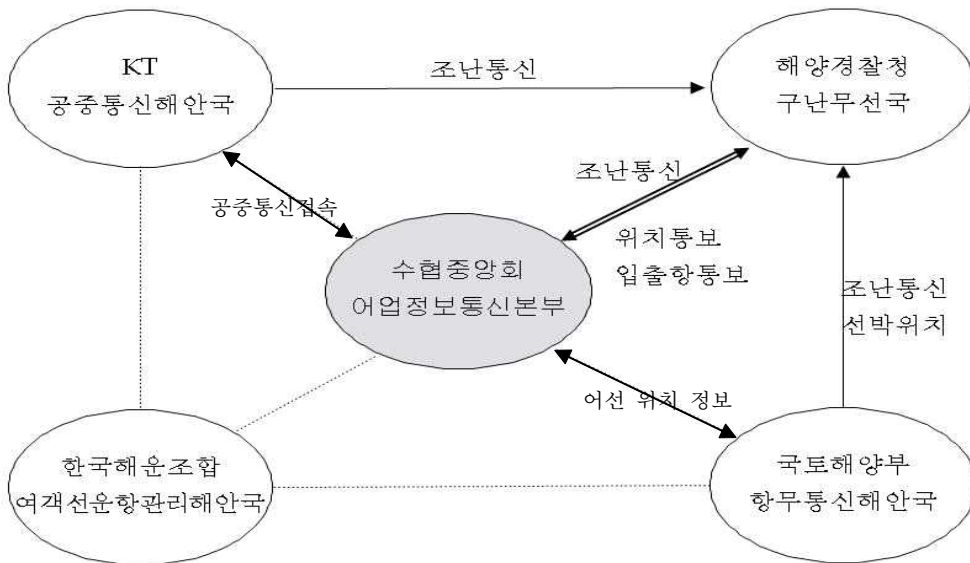 KT
공중통신해안국
조난통신
해양경찰청
구난무선국
조난통신
공중통신접속
위치통보
입출항통보
수협중앙회
어업정보통신본부
조난통신
선박위치
어선 위치 정보
한국해운조합
여객선운항관리해안국
국토해양부
항무통신해안국